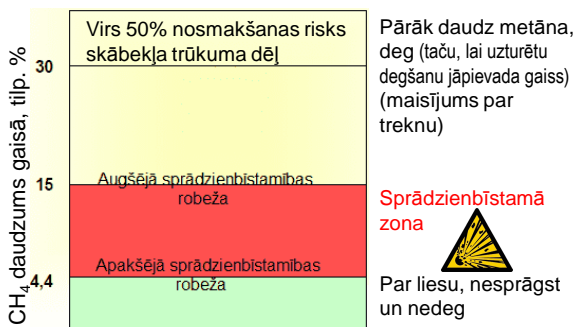 CH4 daudzums gaisā, tilp. %
Virs 50% nosmakšanas risks
skābekļa trūkuma dēļ
30
Augšējā sprādzienbistamības
robeža
15
Apakšējā sprādzienbistamības
robeža
4,4
Pārāk daudz metāna,
deg (taču, lai uzturētu
degšanu jāpievada gaiss)
(maisījums par
treknu)
Sprādzienbīstamā
zona
Par liesu, nesprāgst
un nedeg